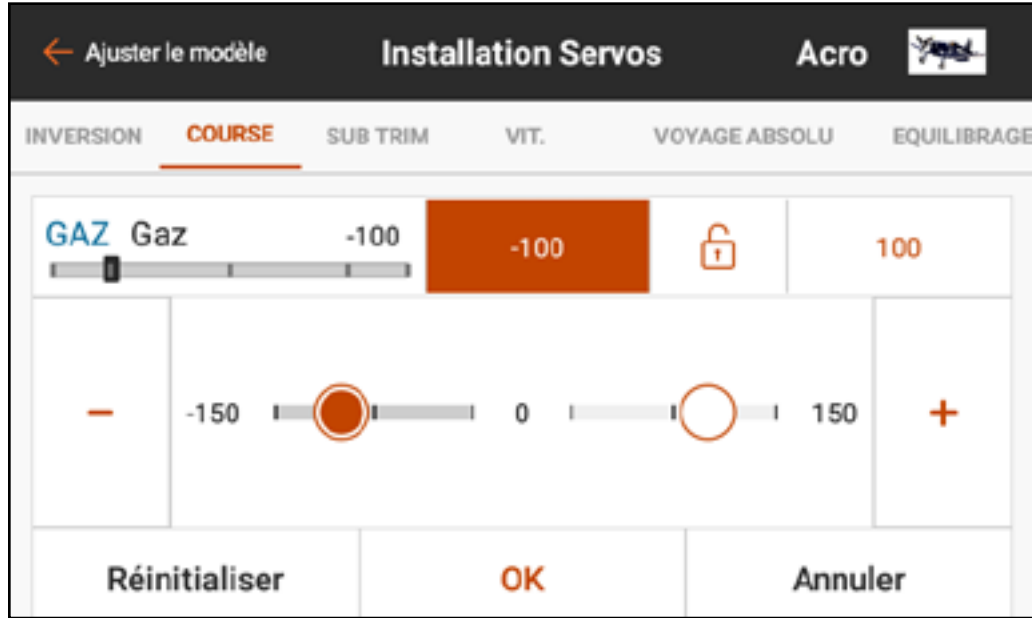 Ajuster le modèle Installation Servos Acro
INVERSION COURSE SUB TRIM VIT. VOYAGE ABSOLU EQUILIBRAGE
GAZ Gaz -100 -100 100
- -150 0 150 +
Réinitialiser OK Annuler